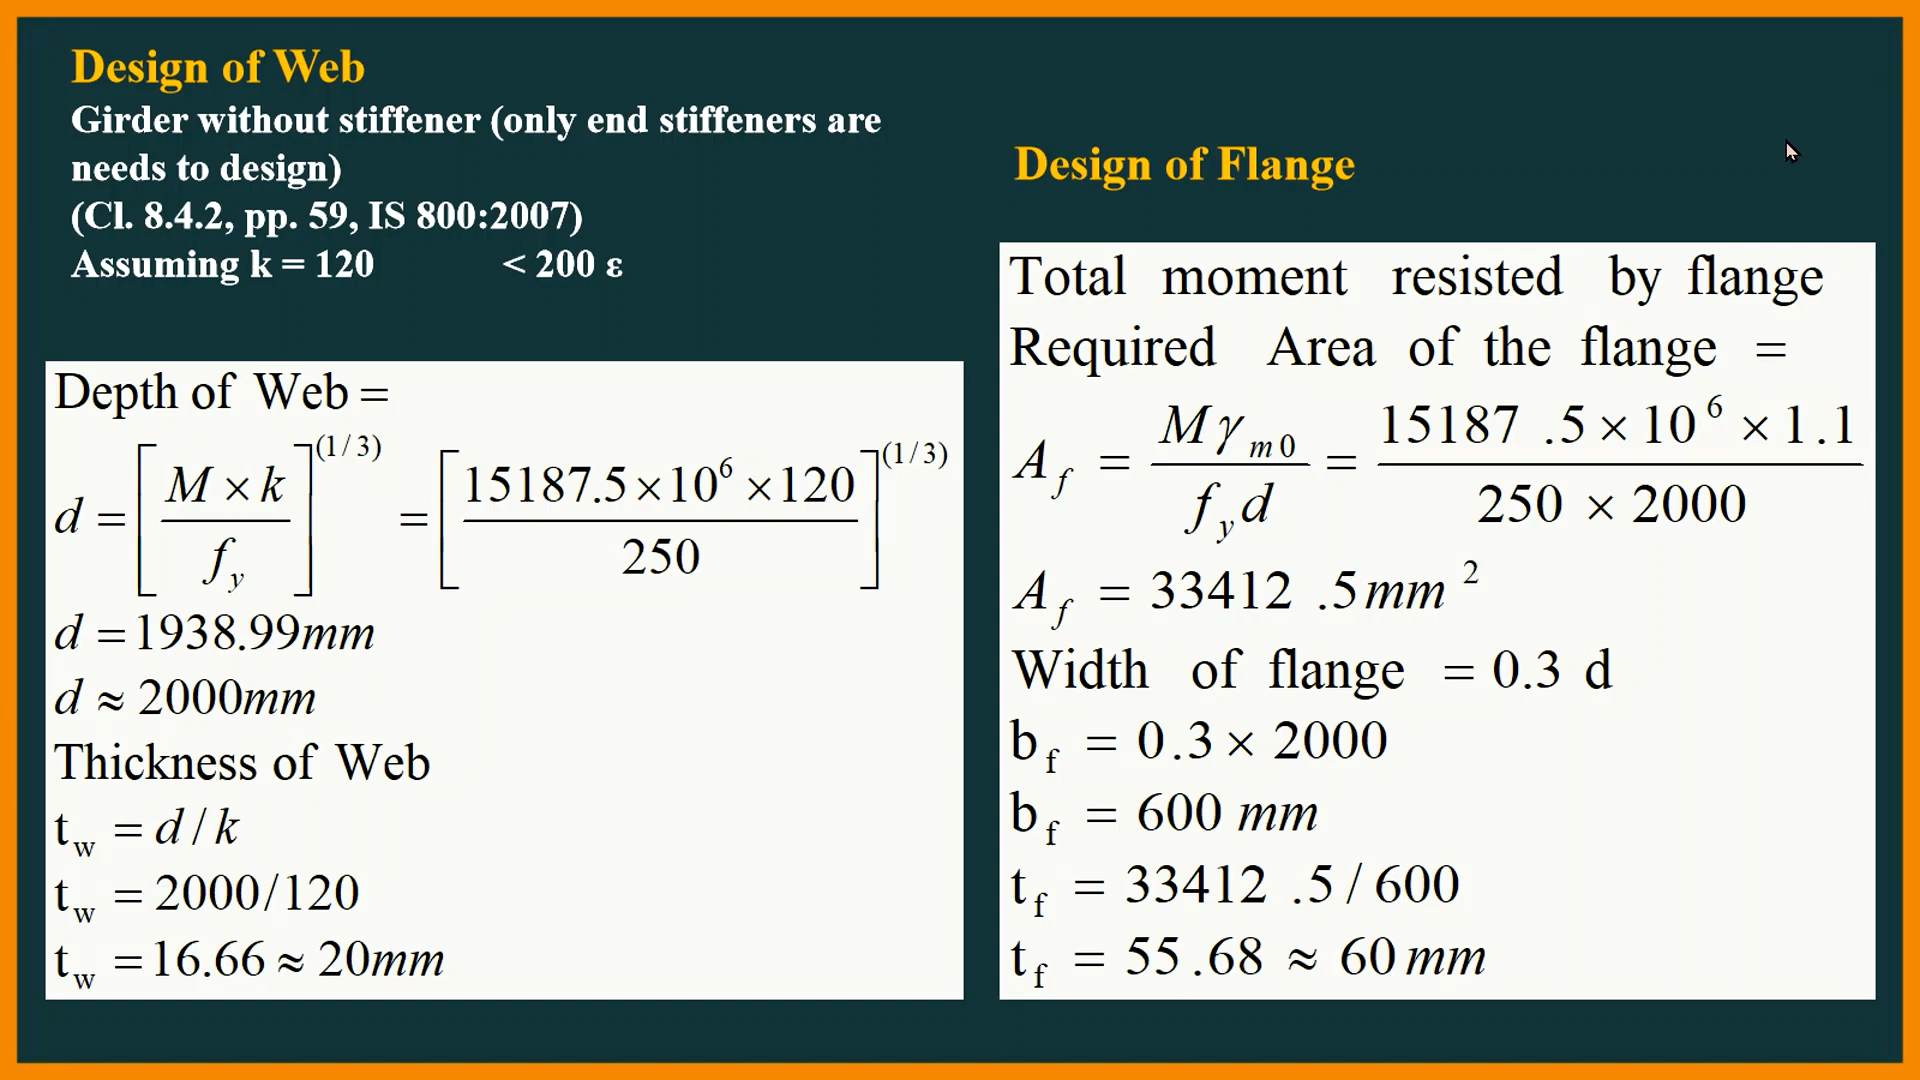 Design of Web
Girder without stiffener (only end stiffeners are
needs to design)
(Cl. 8.4.2, pp. 59, IS 800:2007)
Assuming k = 120 < 200 ε
Depth of Web =
d = [M × k / f_y]^(1/3) = [15187.5 × 10^6 × 120 / 250]^(1/3)
d = 1938.99mm
d ≈ 2000mm
Thickness of Web
t_w = d / k
t_w = 2000/120
t_w = 16.66 ≈ 20mm
Design of Flange
Total moment resisted by flange
Required Area of the flange =
A_f = M γ_m0 / f_y d = 15187 .5 × 10^6 × 1.1 / 250 × 2000
A_f = 33412 .5 mm^2
Width of flange = 0.3 d
b_f = 0.3 × 2000
b_f = 600 mm
t_f = 33412 .5 / 600
t_f = 55 .68 ≈ 60 mm